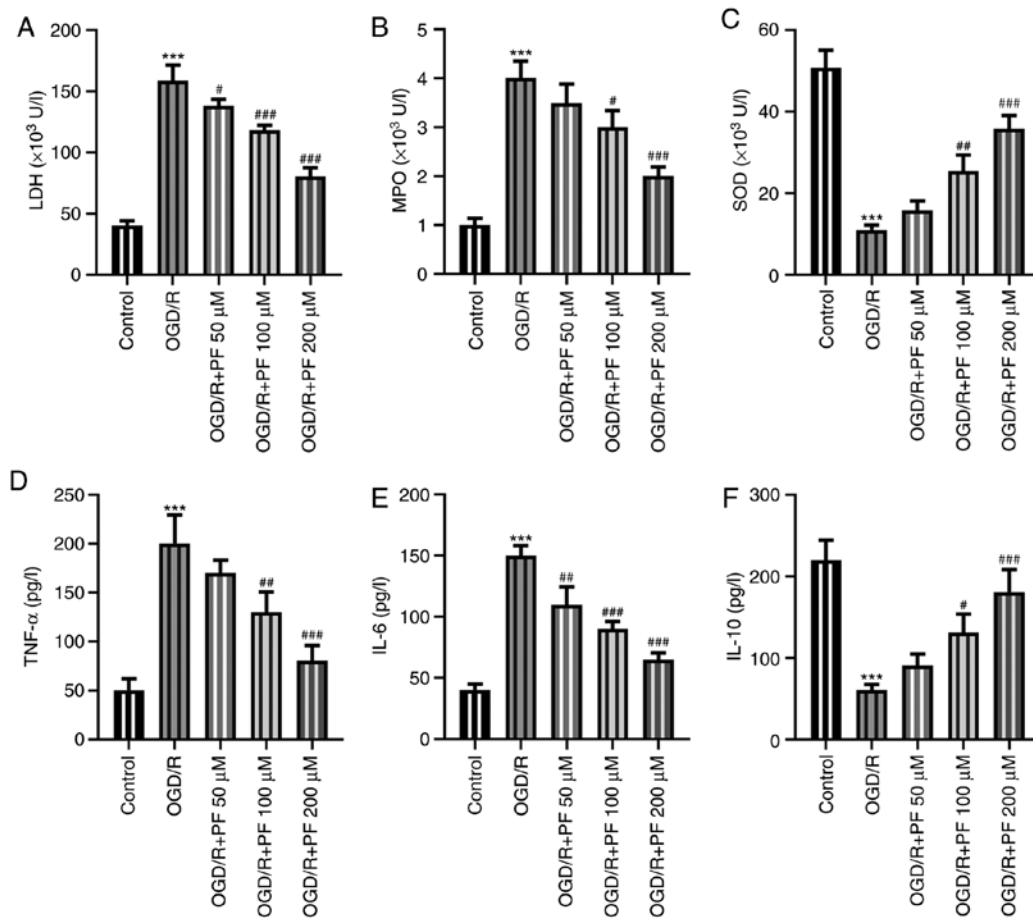 A
LDH (×10³ U/l)
200
150
100
50
0
***
#
###
###
Control
OGD/R
OGD/R+PF 50 μM
OGD/R+PF 100 μM
OGD/R+PF 200 μM
B
MPO (×10³ U/l)
5
4
3
2
1
0
***
#
###
Control
OGD/R
OGD/R+PF 50 μM
OGD/R+PF 100 μM
OGD/R+PF 200 μM
C
SOD (×10³ U/l)
60
40
20
0
***
##
###
Control
OGD/R
OGD/R+PF 50 μM
OGD/R+PF 100 μM
OGD/R+PF 200 μM
D
TNF-α (pg/l)
250
200
150
100
50
0
***
##
###
Control
OGD/R
OGD/R+PF 50 μM
OGD/R+PF 100 μM
OGD/R+PF 200 μM
E
IL-6 (pg/l)
200
150
100
50
0
***
##
###
###
Control
OGD/R
OGD/R+PF 50 μM
OGD/R+PF 100 μM
OGD/R+PF 200 μM
F
IL-10 (pg/l)
300
200
100
0
***
#
###
Control
OGD/R
OGD/R+PF 50 μM
OGD/R+PF 100 μM
OGD/R+PF 200 μM